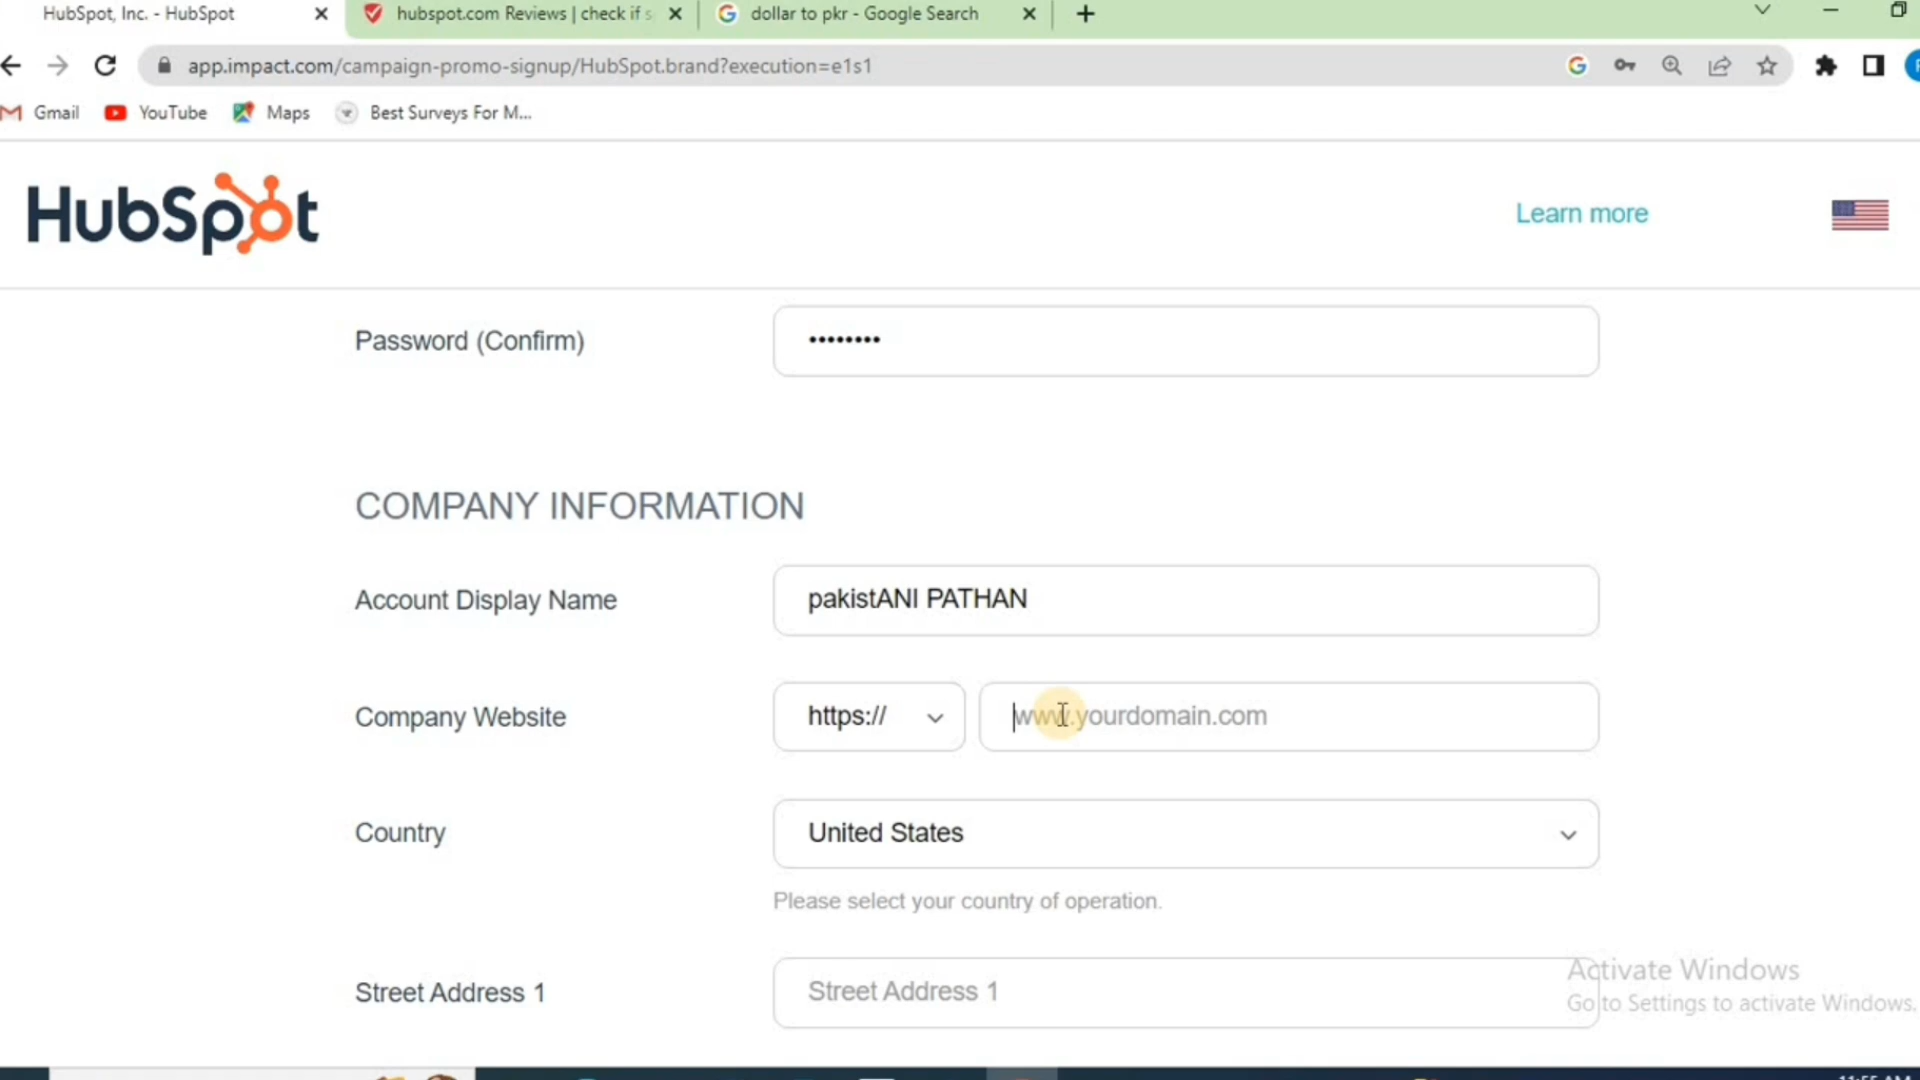 HubSpot, Inc. - HubSpot
hubspot.com Reviews | check if s
dollar to pkr - Google Search
app.impact.com/campaign-promo-signup/HubSpot.brand?execution=e1s1
Gmail
YouTube
Maps
Best Surveys For M...
HubSpot
Learn more
Password (Confirm)
••••••••
COMPANY INFORMATION
Account Display Name
pakistANI PATHAN
Company Website
https://
www.yourdomain.com
Country
United States
Please select your country of operation.
Street Address 1
Street Address 1
Activate Windows
Go to Settings to activate Windows.